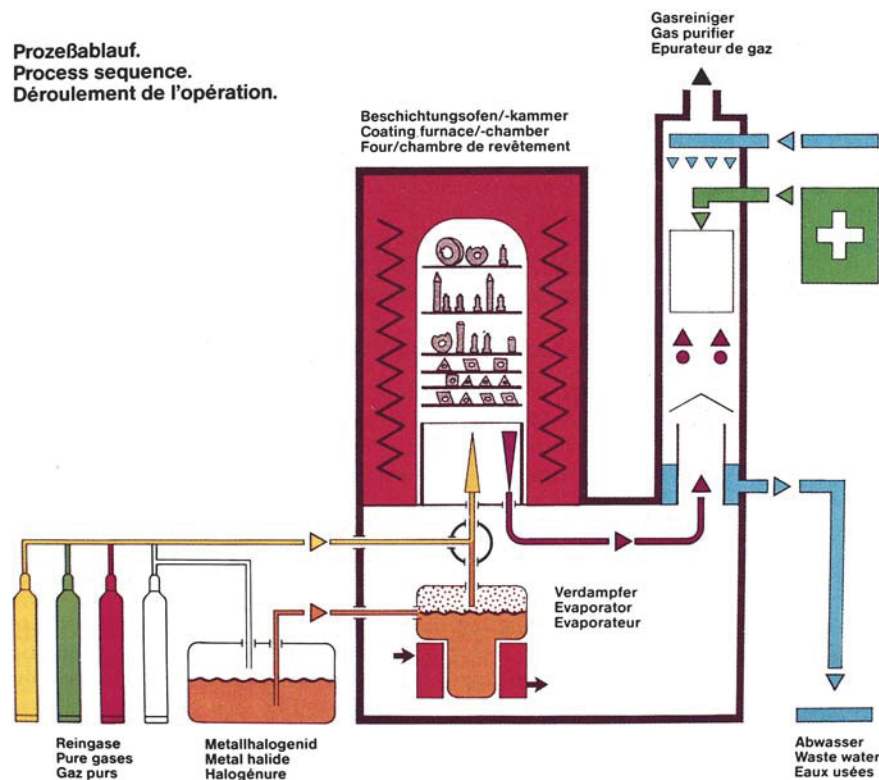 Prozeßablauf.
Process sequence.
Déroulement de l'opération.
Gasreiniger
Gas purifier
Epurateur de gaz
Beschichtungsofen/-kammer
Coating furnace/-chamber
Four/chambre de revêtement
Verdampfer
Evaporator
Evaporateur
Reingase
Pure gases
Gaz purs
Metallhalogenid
Metal halide
Halogénure
Abwasser
Waste water
Eaux usées